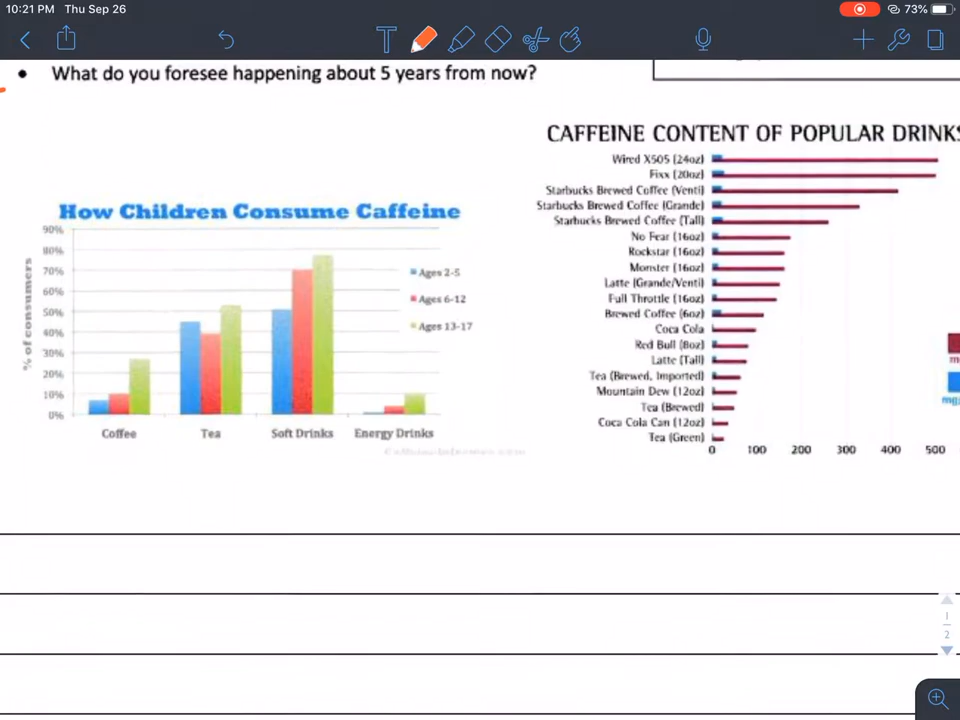 10:21 PM Thu Sep 26
73%
• What do you foresee happening about 5 years from now?
How Children Consume Caffeine
90%
80%
70%
60%
50%
40%
30%
20%
10%
0%
% of consumers
Ages 2-5
Ages 6-12
Ages 13-17
Coffee Tea Soft Drinks Energy Drinks
CAFFEINE CONTENT OF POPULAR DRINKS
Wired X505 (24oz)
Fixx (20oz)
Starbucks Brewed Coffee (Venti)
Starbucks Brewed Coffee (Grande)
Starbucks Brewed Coffee (Tall)
No Fear (16oz)
Rockstar (16oz)
Monster (16oz)
Latte (Grande/Venti)
Full Throttle (16oz)
Brewed Coffee (6oz)
Coca Cola
Red Bull (8oz)
Latte (Tall)
Tea (Brewed, Imported)
Mountain Dew (12oz)
Tea (Brewed)
Coca Cola Can (12oz)
Tea (Green)
0 100 200 300 400 500
1
2